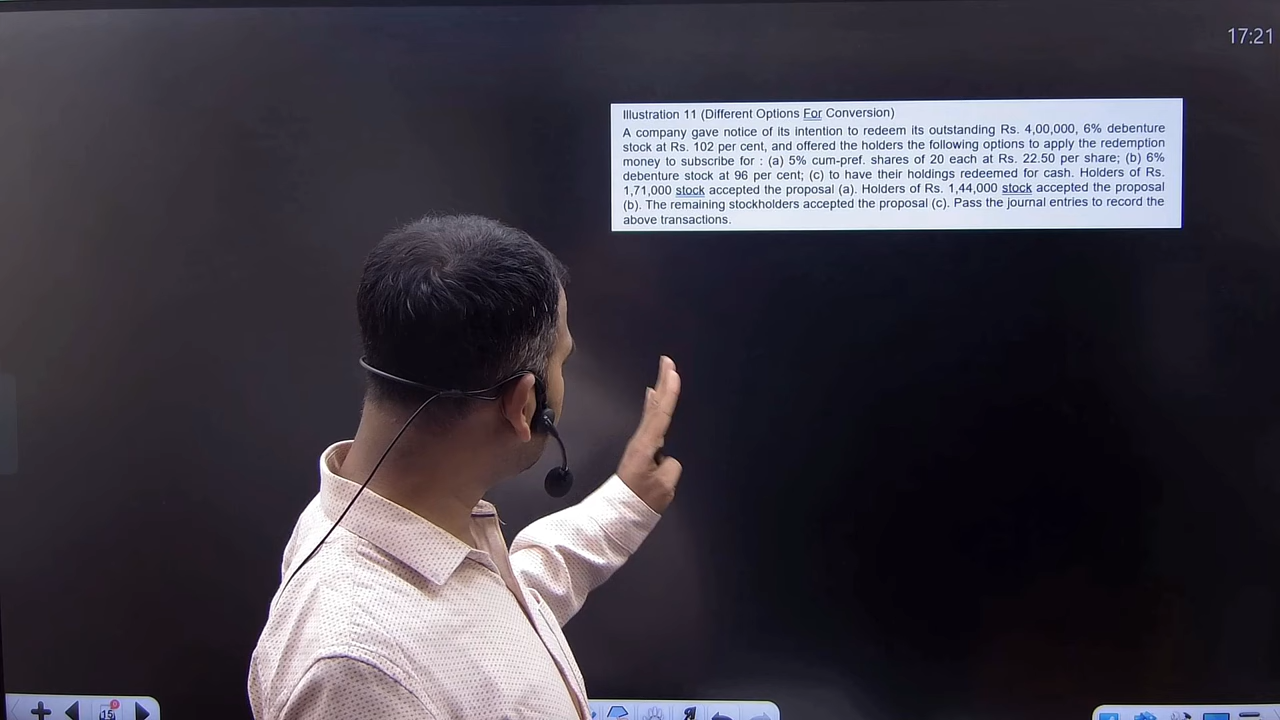 17:21
Illustration 11 (Different Options For Conversion)
A company gave notice of its intention to redeem its outstanding Rs. 4,00,000, 6% debenture
stock at Rs. 102 per cent, and offered the holders the following options to apply the redemption
money to subscribe for : (a) 5% cum-pref. shares of 20 each at Rs. 22.50 per share; (b) 6%
debenture stock at 96 per cent; (c) to have their holdings redeemed for cash. Holders of Rs.
1,71,000 stock accepted the proposal (a). Holders of Rs. 1,44,000 stock accepted the proposal
(b). The remaining stockholders accepted the proposal (c). Pass the journal entries to record the
above transactions.
15